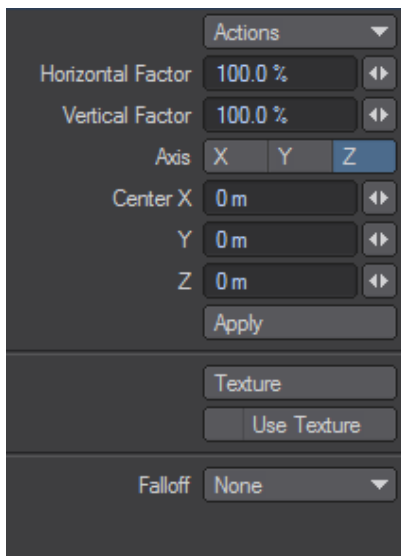 Actions
Horizontal Factor 100.0 %
Vertical Factor 100.0 %
Axis X Y Z
Center X 0 m
Y 0 m
Z 0 m
Apply
Texture
Use Texture
Falloff None